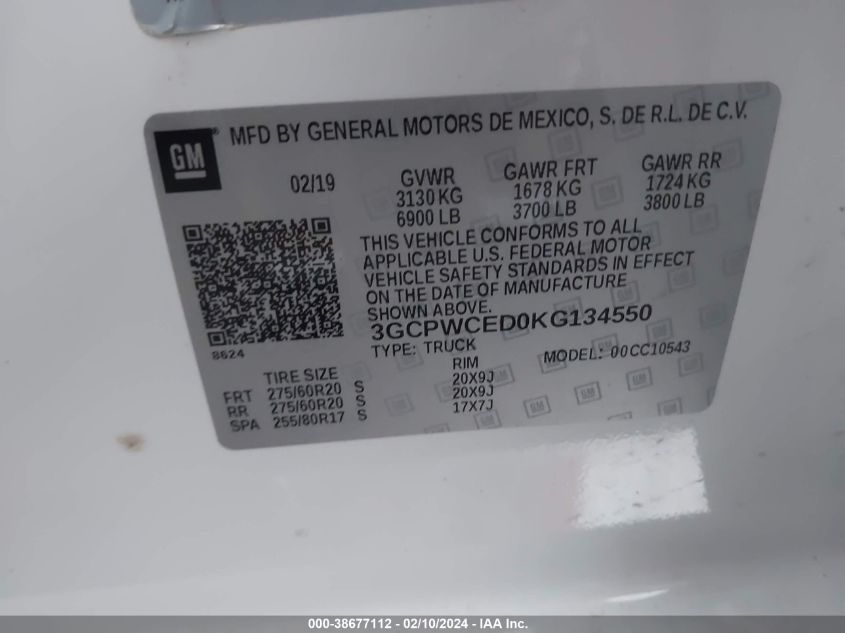 GM
MFD BY GENERAL MOTORS DE MEXICO, S. DE R.L. DE C.V.
02/19
GVWR GAWR FRT GAWR RR
3130 KG 1678 KG 1724 KG
6900 LB 3700 LB 3800 LB
THIS VEHICLE CONFORMS TO ALL
APPLICABLE U.S. FEDERAL MOTOR
VEHICLE SAFETY STANDARDS IN EFFECT
ON THE DATE OF MANUFACTURE
SHOWN ABOVE.
3GCPWCED0KG134550
8624
TYPE: TRUCK MODEL: 00CC10543
TIRE SIZE RIM
FRT 275/60R20 S 20X9J
RR 275/60R20 S 20X9J
SPA 255/80R17 S 17X7J
000-38677112 - 02/10/2024 - IAA Inc.